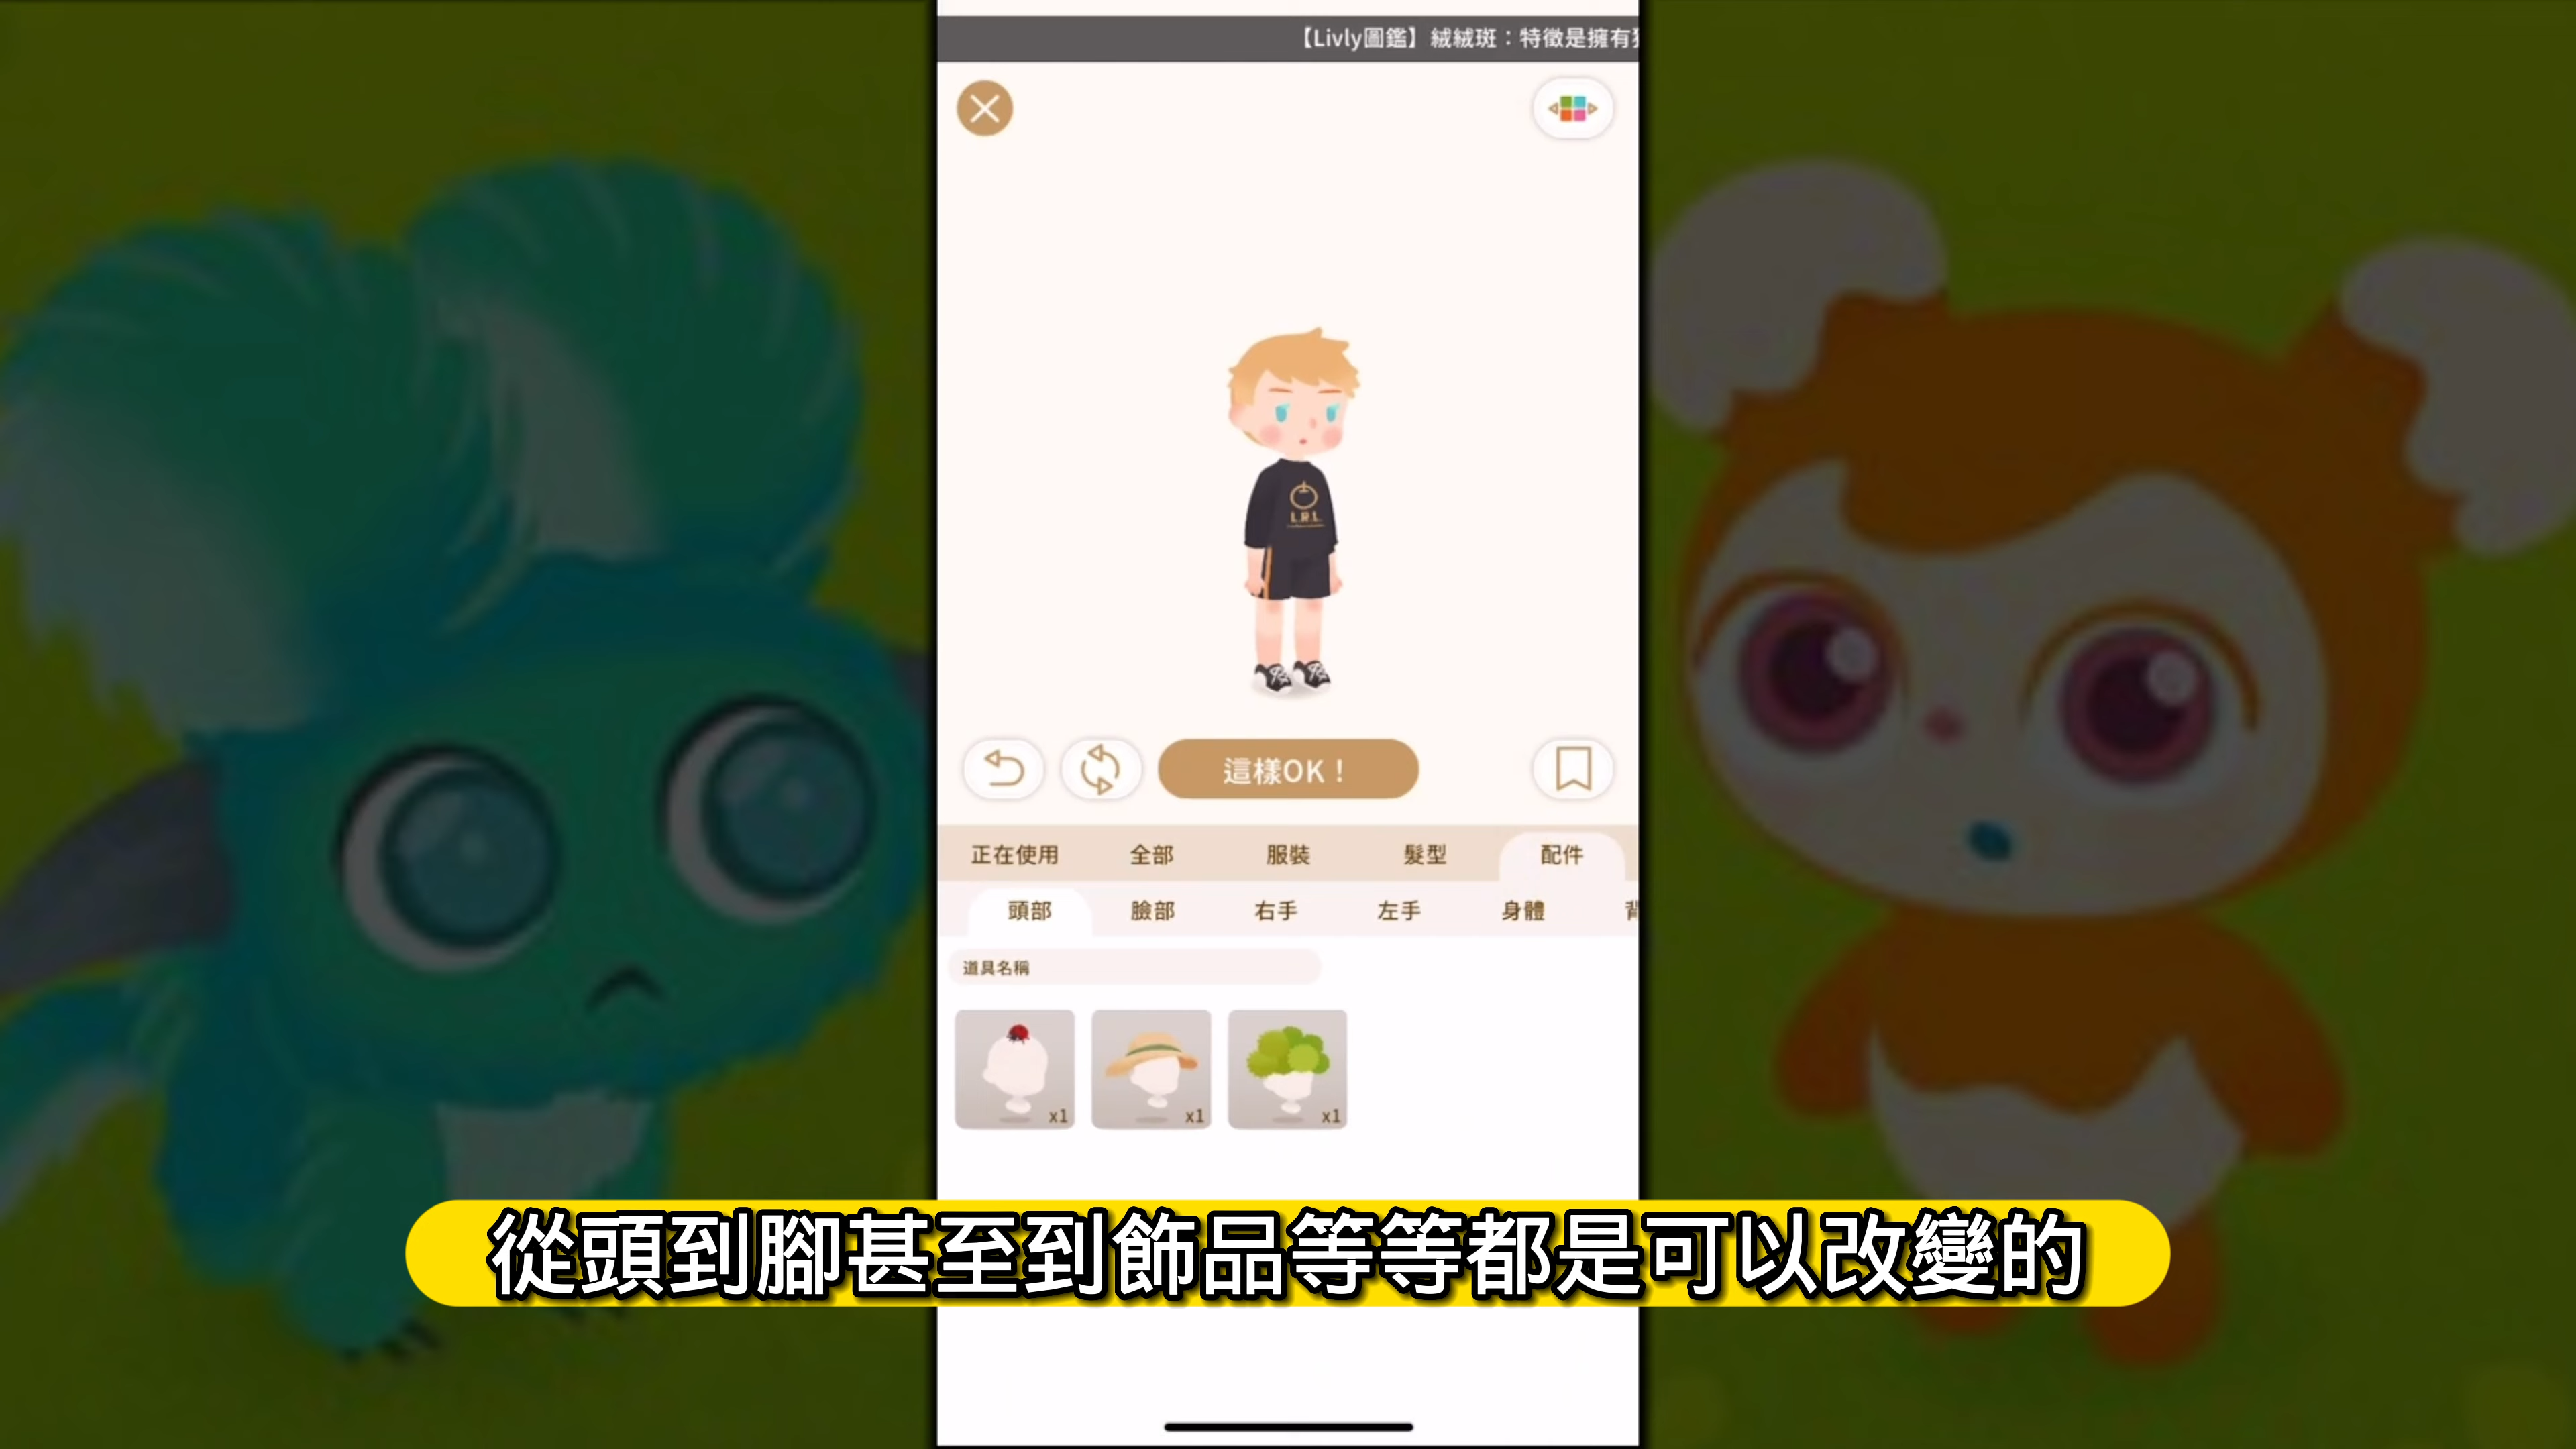 【Livly圖鑑】絨絨斑：特徵是擁有
L.R.L.
這樣OK！
正在使用 全部 服裝 髮型 配件
頭部 臉部 右手 左手 身體
道具名稱
x1 x1 x1
從頭到腳甚至到飾品等等都是可以改變的